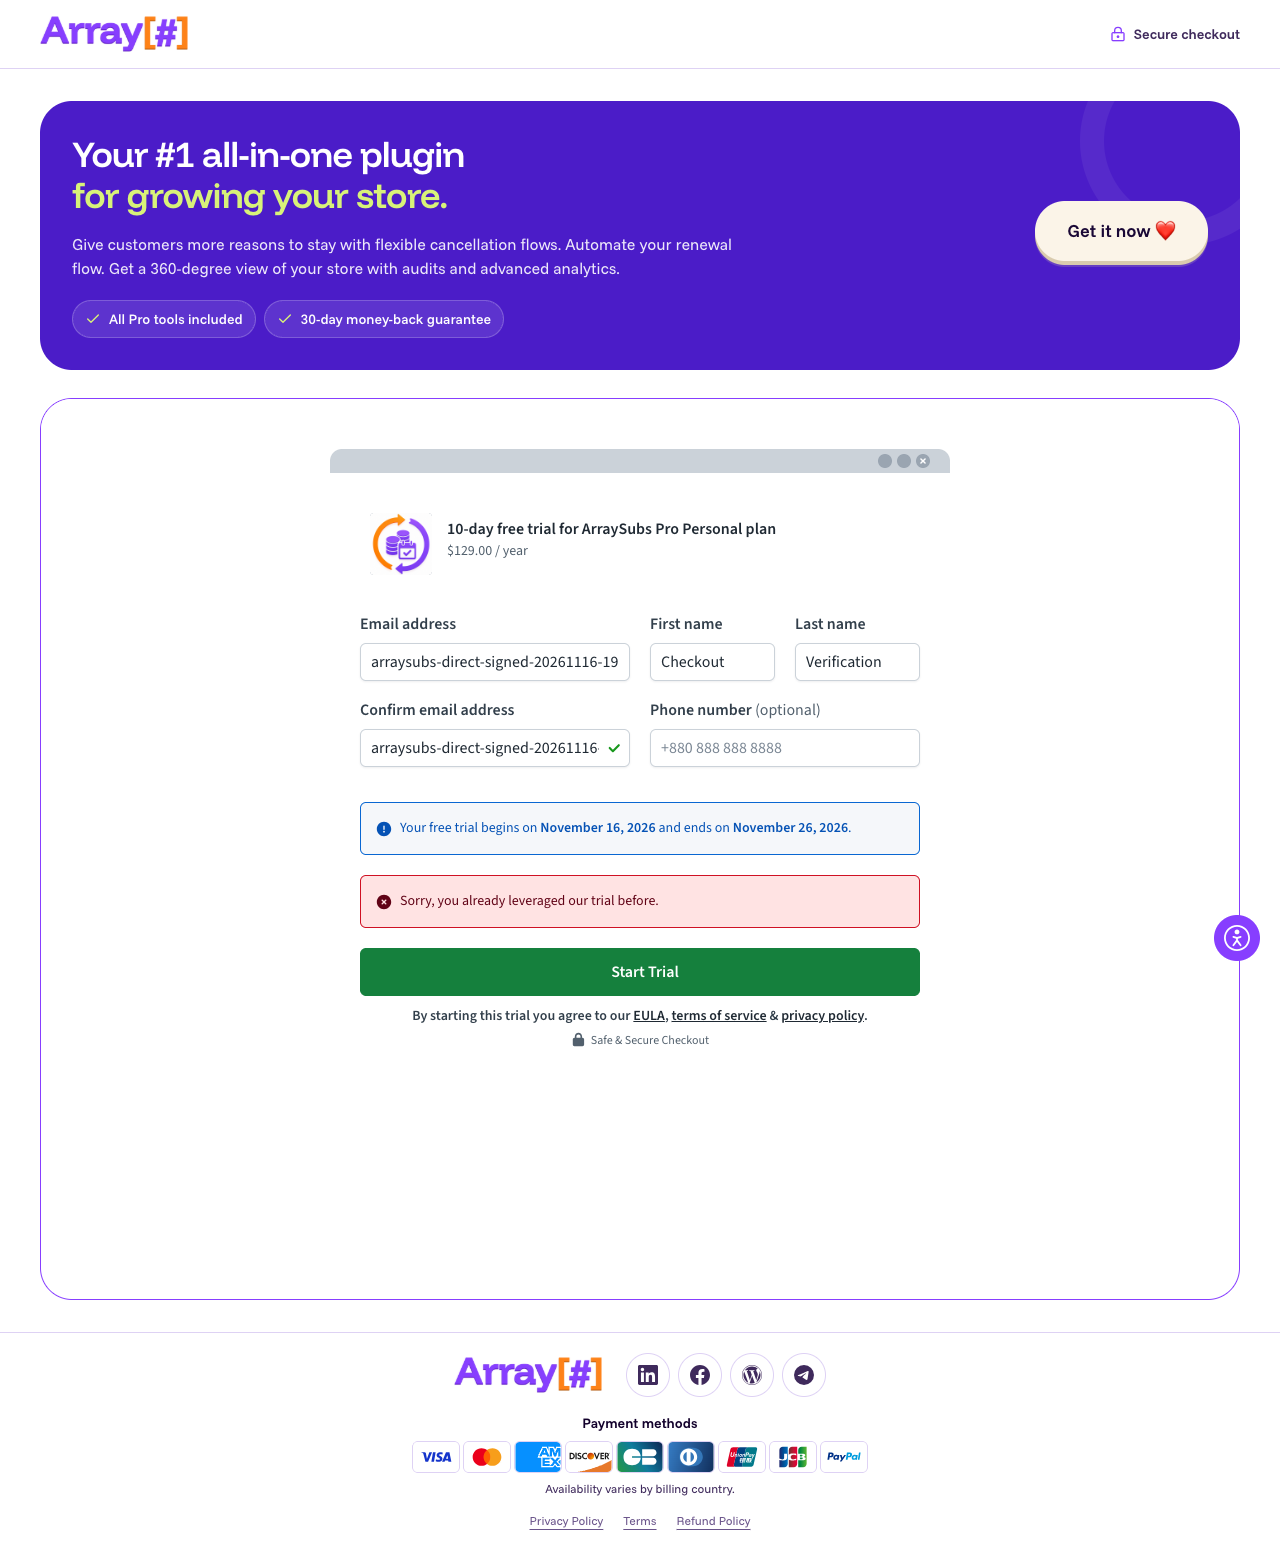 Array[#]
Secure checkout
Your #1 all-in-one plugin
for growing your store.
Give customers more reasons to stay with flexible cancellation flows. Automate your renewal
flow. Get a 360-degree view of your store with audits and advanced analytics.
All Pro tools included
30-day money-back guarantee
Get it now ❤️
10-day free trial for ArraySubs Pro Personal plan
$129.00 / year
Email address
First name
Last name
arraysubs-direct-signed-20261116-19
Checkout
Verification
Confirm email address
Phone number (optional)
arraysubs-direct-signed-20261116-
+880 888 888 8888
Your free trial begins on November 16, 2026 and ends on November 26, 2026.
Sorry, you already leveraged our trial before.
Start Trial
By starting this trial you agree to our EULA, terms of service & privacy policy.
Safe & Secure Checkout
Array[#]
Payment methods
VISA
AM
EX
DISCOVER
UnionPay
银联
JCB
PayPal
Availability varies by billing country.
Privacy Policy
Terms
Refund Policy